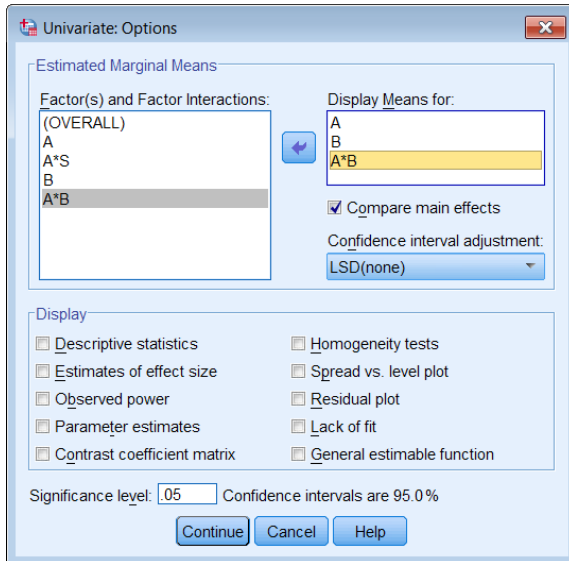 Univariate: Options
Estimated Marginal Means
Factor(s) and Factor Interactions:
(OVERALL)
A
A*S
B
A*B
Display Means for:
A
B
A*B
Compare main effects
Confidence interval adjustment:
LSD(none)
Display
Descriptive statistics
Homogeneity tests
Estimates of effect size
Spread vs. level plot
Observed power
Residual plot
Parameter estimates
Lack of fit
Contrast coefficient matrix
General estimable function
Significance level: .05 Confidence intervals are 95.0 %
Continue Cancel Help